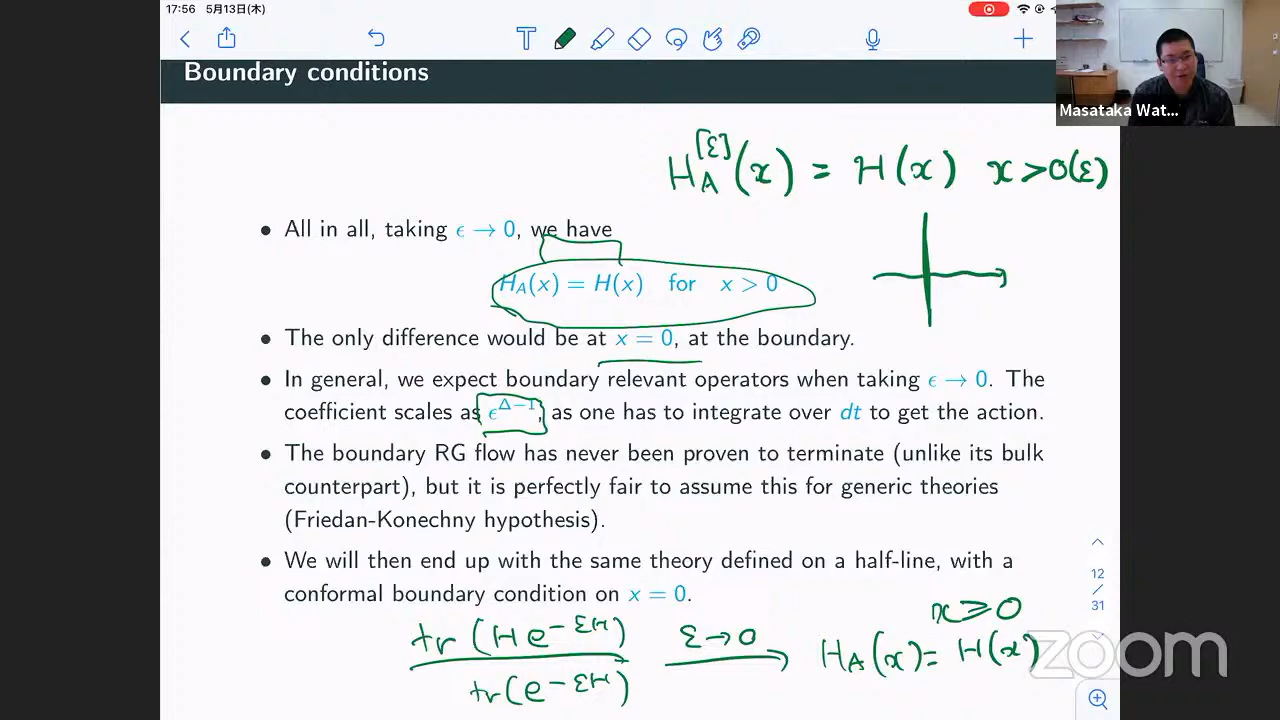 17:56 5月13日(木)
Boundary conditions
Masataka Wat...
H_A^{[ε]}(x) = H(x) x > O(ε)
• All in all, taking ϵ → 0, we have
H_A(x) = H(x) for x > 0
• The only difference would be at x = 0, at the boundary.
• In general, we expect boundary relevant operators when taking ϵ → 0. The
coefficient scales as ϵ^{Δ−1}, as one has to integrate over dt to get the action.
• The boundary RG flow has never been proven to terminate (unlike its bulk
counterpart), but it is perfectly fair to assume this for generic theories
(Friedan-Konechny hypothesis).
• We will then end up with the same theory defined on a half-line, with a
conformal boundary condition on x = 0.
12
/
31
x ⩾ 0
tr(He^{-εH})
tr(e^{-εH})
ε→0
H_A(x) = H(x)
zoom